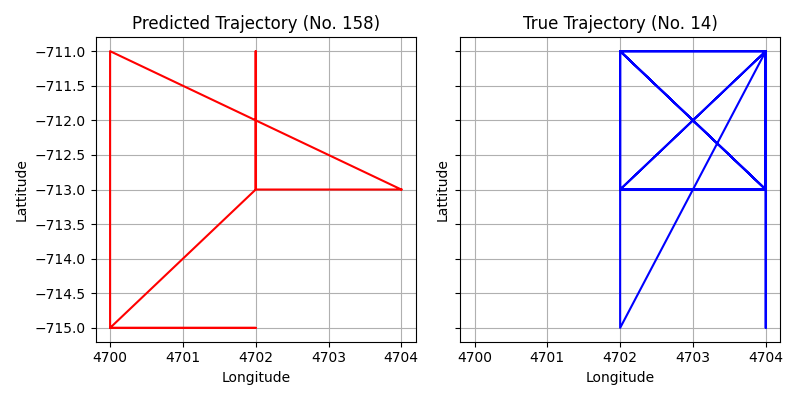 Predicted Trajectory (No. 158)
True Trajectory (No. 14)
−711.0
−711.5
−712.0
−712.5
−713.0
−713.5
−714.0
−714.5
−715.0
Lattitude
Lattitude
4700 4701 4702 4703 4704
4700 4701 4702 4703 4704
Longitude
Longitude